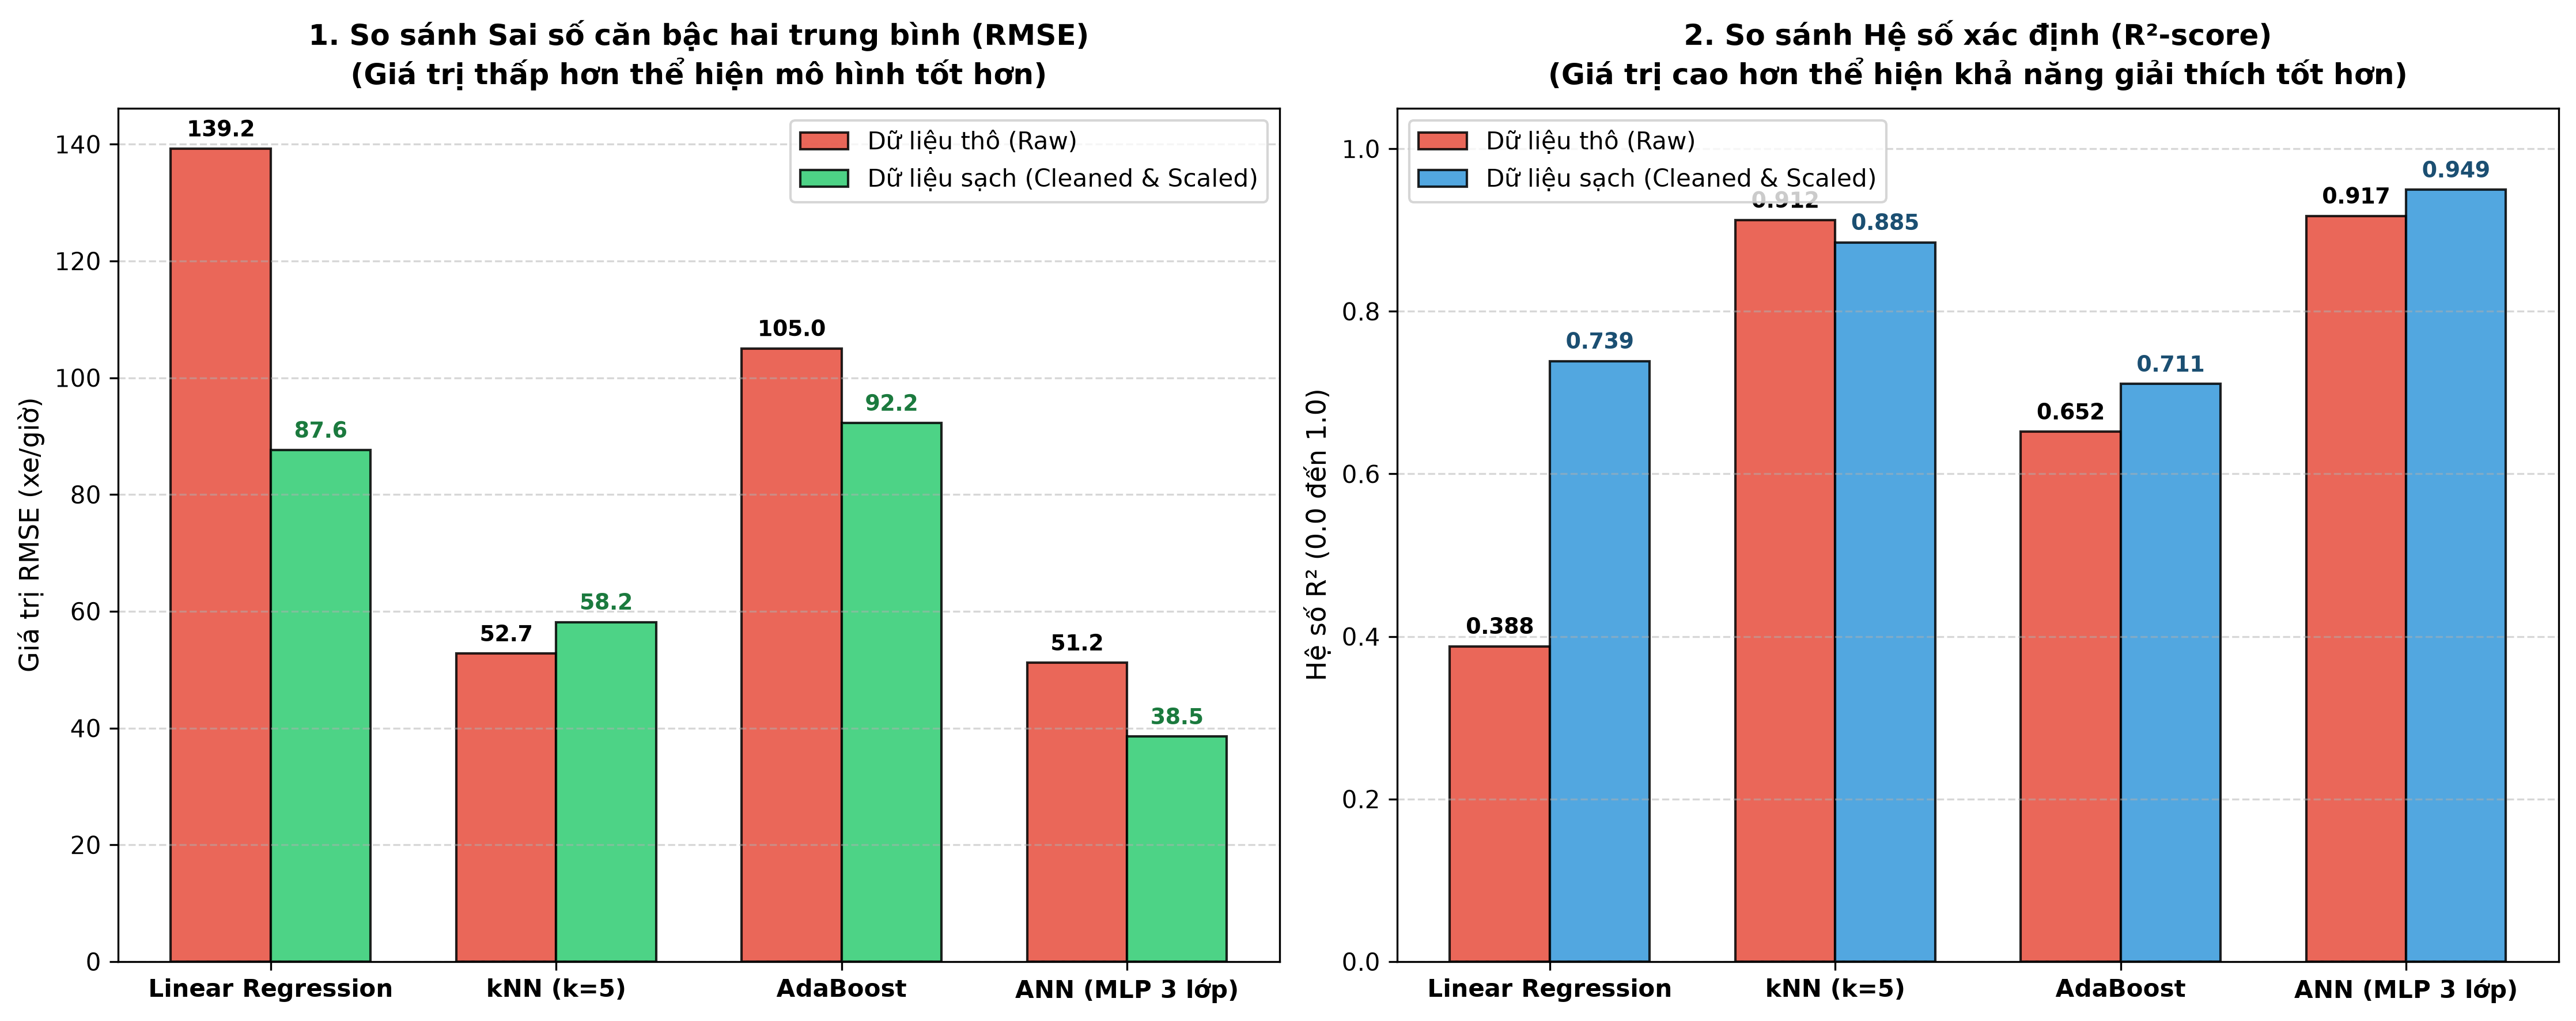 1. So sánh Sai số căn bậc hai trung bình (RMSE)
(Giá trị thấp hơn thể hiện mô hình tốt hơn)
Giá trị RMSE (xe/giờ)
140
120
100
80
60
40
20
0
Dữ liệu thô (Raw)
Dữ liệu sạch (Cleaned & Scaled)
139.2
87.6
52.7
58.2
105.0
92.2
51.2
38.5
Linear Regression
kNN (k=5)
AdaBoost
ANN (MLP 3 lớp)
2. So sánh Hệ số xác định (R²-score)
(Giá trị cao hơn thể hiện khả năng giải thích tốt hơn)
Hệ số R² (0.0 đến 1.0)
1.0
0.8
0.6
0.4
0.2
0.0
Dữ liệu thô (Raw)
Dữ liệu sạch (Cleaned & Scaled)
0.388
0.739
0.912
0.885
0.652
0.711
0.917
0.949
Linear Regression
kNN (k=5)
AdaBoost
ANN (MLP 3 lớp)